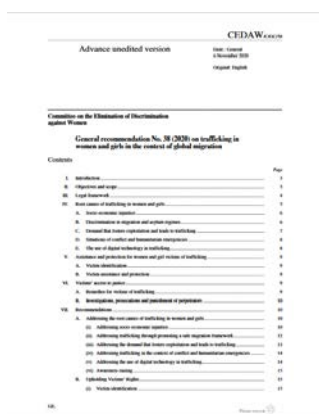 CEDAW/C/GC/38
Advance unedited version
Distr.: General
6 November 2020
Original: English
Committee on the Elimination of Discrimination
against Women
General recommendation No. 38 (2020) on trafficking in
women and girls in the context of global migration
Contents
Page
I. Introduction
II. Objectives and scope
III. Legal framework
IV. Root causes of trafficking in women and girls
A. Socio-economic injustice
B. Discrimination in migration and asylum regimes
C. Demand that fosters exploitation and leads to trafficking
D. Situations of conflict and humanitarian emergencies
E. The use of digital technology in trafficking
V. Assistance and protection for women and girl victims of trafficking
A. Victim identification
B. Victim assistance and protection
VI. Victims' access to justice
A. Remedies for victims of trafficking
B. Investigations, prosecutions and punishment of perpetrators 10
VII. Recommendations 10
A. Addressing the root causes of trafficking in women and girls 10
(i) Addressing socio-economic injustice 10
(ii) Addressing trafficking through promoting a safe migration framework
(iii) Addressing the demand that fosters exploitation and leads to trafficking
(iv) Addressing trafficking in the context of conflict and humanitarian emergencies
(v) Addressing the use of digital technology in trafficking
(vi) Awareness-raising
B. Upholding Victims' Rights
(i) Victim identification
GE.